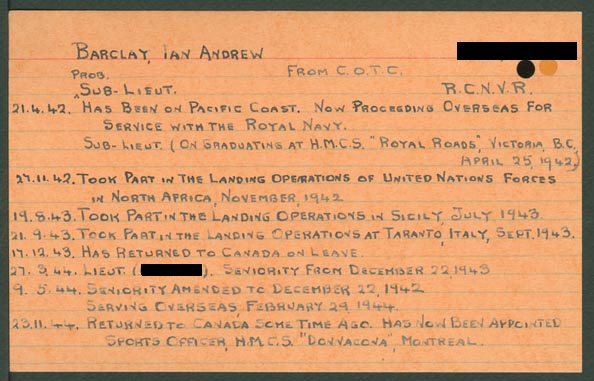 BARCLAY, IAN ANDREW
FROM C.O.T.C.
PROB.
^SUB-LIEUT. R.C.N.V.R.
21.4.42. HAS BEEN ON PACIFIC COAST. NOW PROCEEDING OVERSEAS FOR
SERVICE WITH THE ROYAL NAVY.
SUB-LIEUT. (ON GRADUATING AT H.M.C.S. "ROYAL ROADS", VICTORIA, B.C.
APRIL 25, 1942.)
27.11.42. TOOK PART IN THE LANDING OPERATIONS OF UNITED NATIONS FORCES
IN NORTH AFRICA, NOVEMBER, 1942
19.8.43. TOOK PART IN THE LANDING OPERATIONS IN SICILY, JULY, 1943.
21.9.43. TOOK PART IN THE LANDING OPERATIONS AT TARANTO, ITALY, SEPT. 1943.
17.12.43. HAS RETURNED TO CANADA ON LEAVE.
27.3.44. LIEUT. ( ). SENIORITY FROM DECEMBER 22, 1943
9.5.44. SENIORITY AMENDED TO DECEMBER 22, 1942
SERVING OVERSEAS, FEBRUARY 29, 1944.
23.11.44. RETURNED TO CANADA SOME TIME AGO. HAS NOW BEEN APPOINTED
SPORTS OFFICER, H.M.C.S. "DONNACONA", MONTREAL.